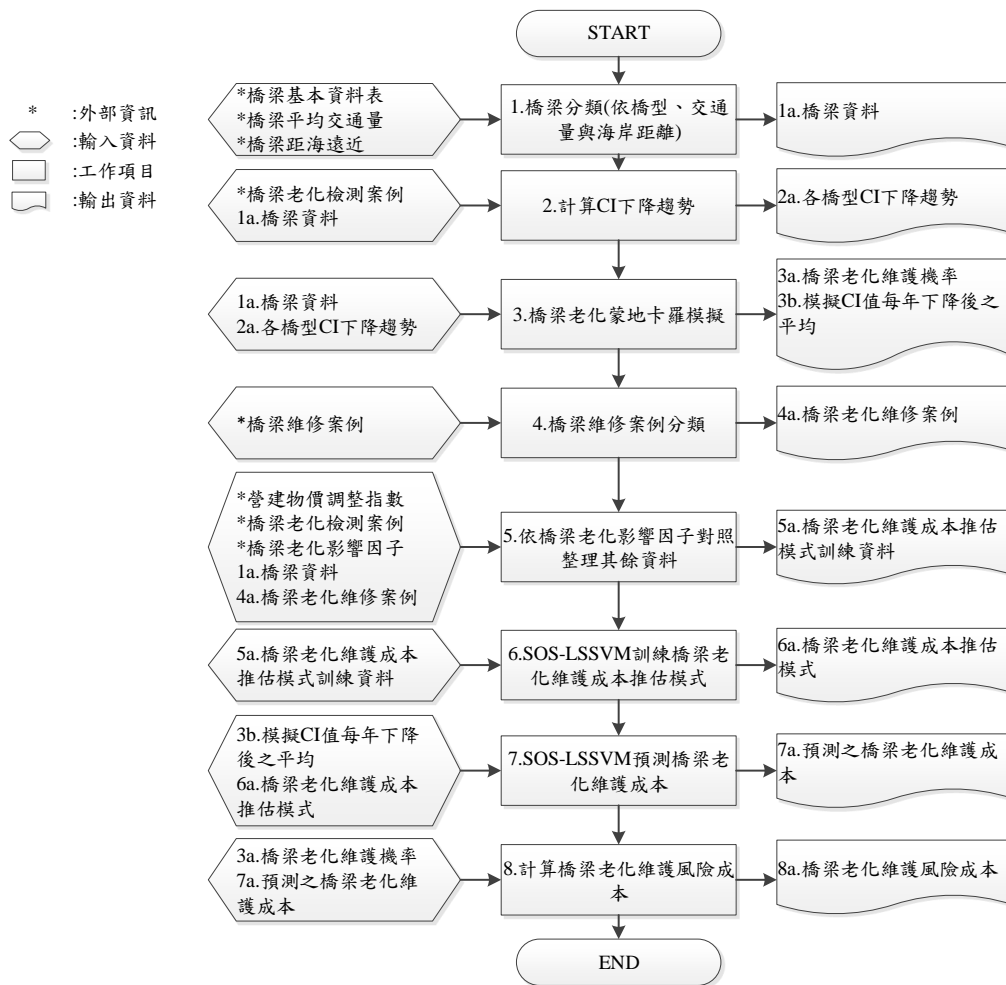 START
* :外部資訊
:輸入資料
:工作項目
:輸出資料
*橋梁基本資料表
*橋梁平均交通量
*橋梁距海遠近
1.橋梁分類(依橋型、交通
量與海岸距離)
1a.橋梁資料
*橋梁老化檢測案例
1a.橋梁資料
2.計算CI下降趨勢
2a.各橋型CI下降趨勢
1a.橋梁資料
2a.各橋型CI下降趨勢
3.橋梁老化蒙地卡羅模擬
3a.橋梁老化維護機率
3b.模擬CI值每年下降後之
平均
*橋梁維修案例
4.橋梁維修案例分類
4a.橋梁老化維修案例
*營建物價調整指數
*橋梁老化檢測案例
*橋梁老化影響因子
1a.橋梁資料
4a.橋梁老化維修案例
5.依橋梁老化影響因子對照
整理其餘資料
5a.橋梁老化維護成本推估
模式訓練資料
5a.橋梁老化維護成本
推估模式訓練資料
6.SOS-LSSVM訓練橋梁老
化維護成本推估模式
6a.橋梁老化維護成本推估
模式
3b.模擬CI值每年下降
後之平均
6a.橋梁老化維護成本
推估模式
7.SOS-LSSVM預測橋梁老
化維護成本
7a.預測之橋梁老化維護成
本
3a.橋梁老化維護機率
7a.預測之橋梁老化維
護成本
8.計算橋梁老化維護風險成
本
8a.橋梁老化維護風險成本
END